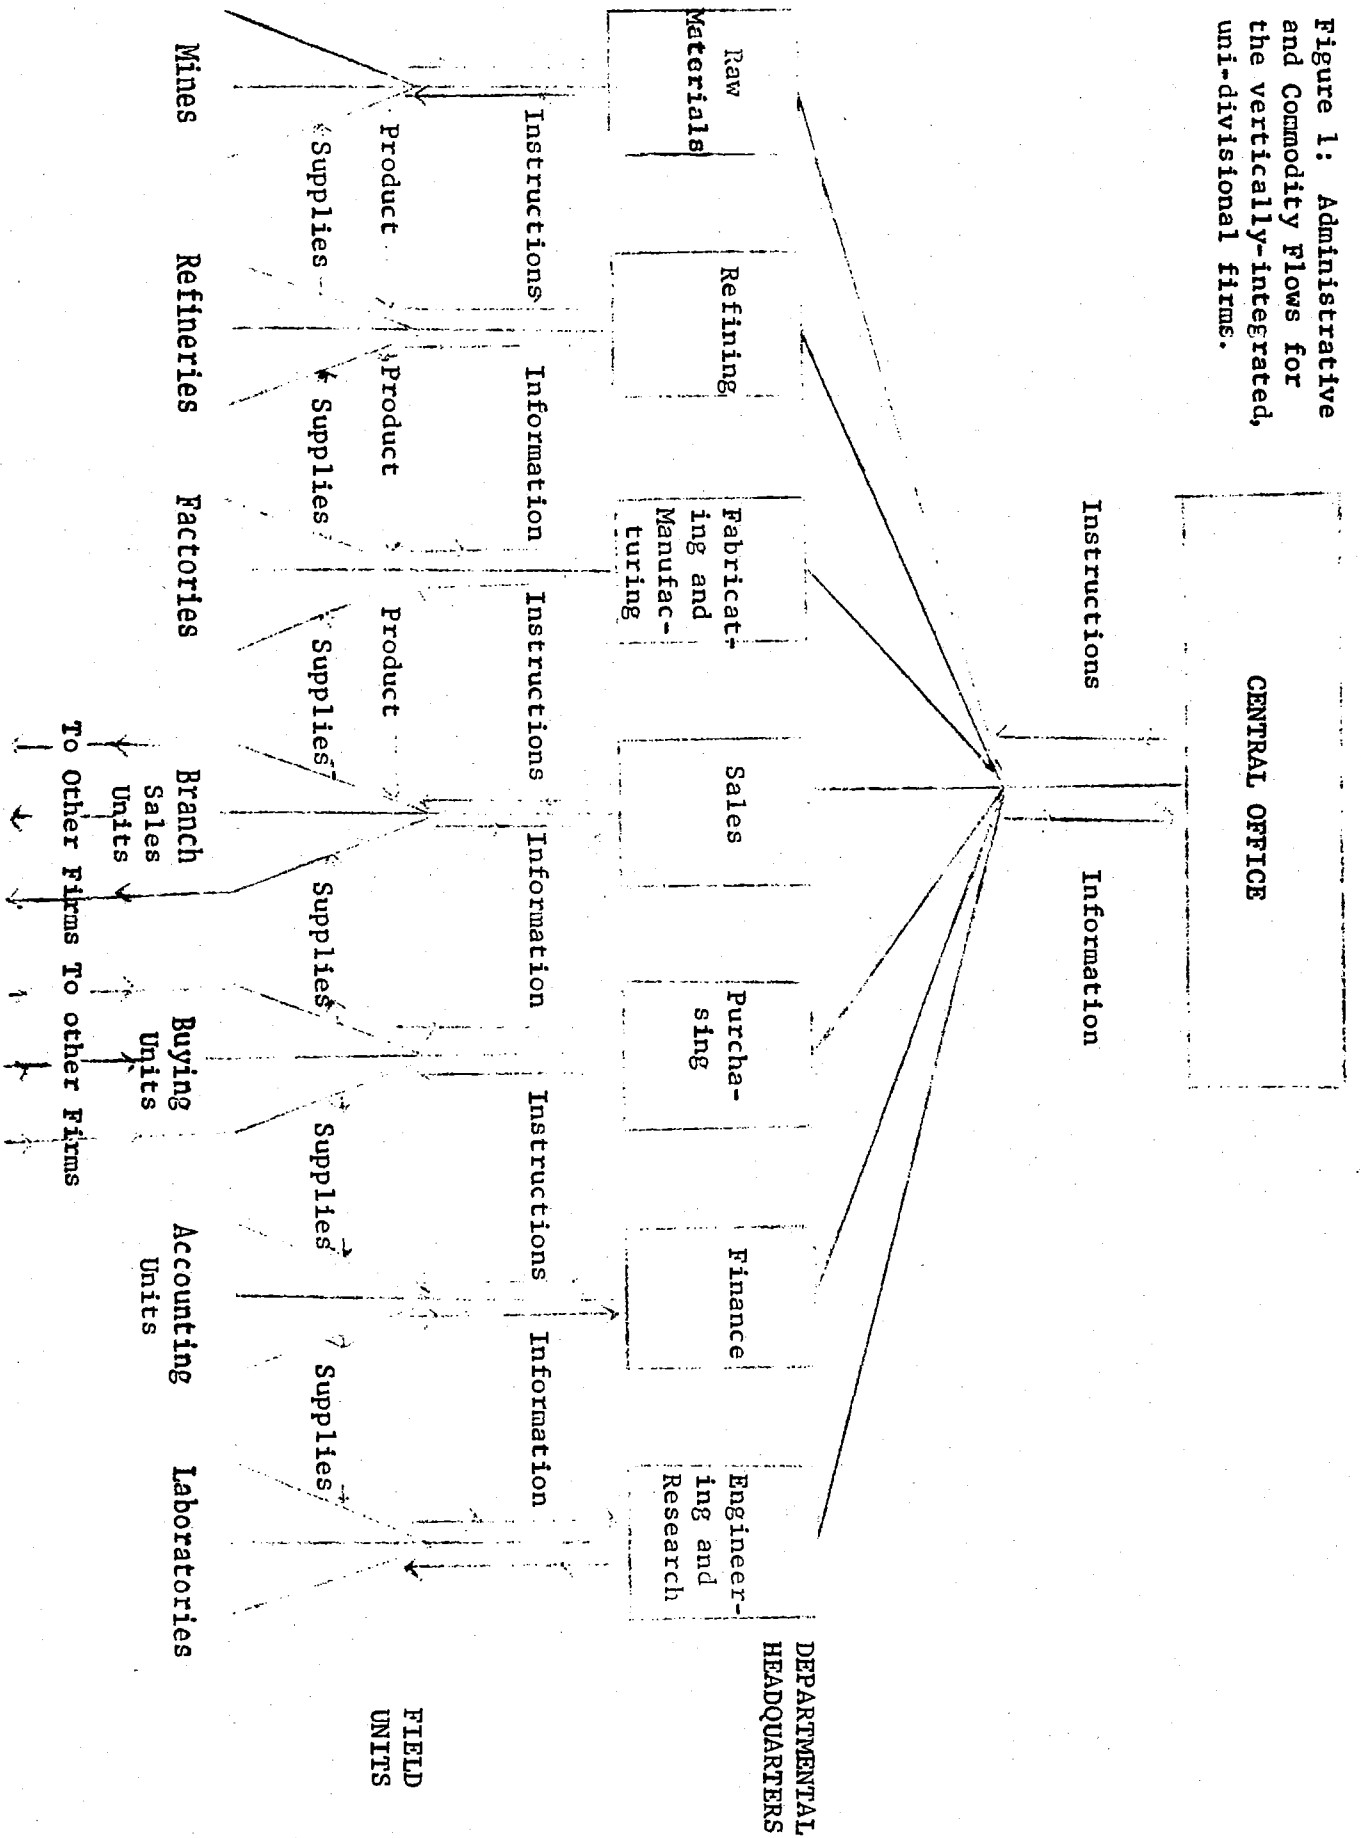 Figure 1: Administrative
and Commodity Flows for
the vertically-integrated,
uni-divisional firms.
CENTRAL OFFICE
Instructions
Information
DEPARTMENTAL
HEADQUARTERS
Raw
Materials
Refining
Fabricat-
ing and
Manufac-
turing
Sales
Purcha-
sing
Finance
Engineer-
ing and
Research
Instructions
Information
Instructions
Information
Instructions
Information
FIELD
UNITS
Product
Product
Product
Supplies
Supplies
Supplies
Supplies
Supplies
Supplies
Mines
Refineries
Factories
Branch
Sales
Units
Buying
Units
Accounting
Units
Laboratories
To Other Firms
To other Firms